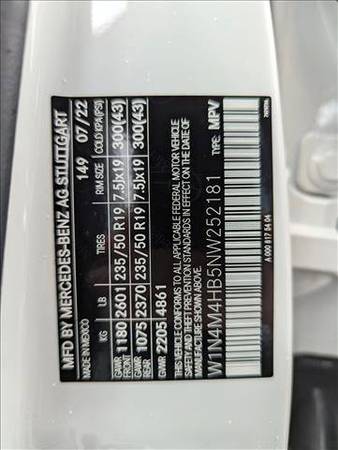 MFD BY MERCEDES-BENZ AG-STUTTGART
MADE IN MEXICO 149 07/22
KG LB TIRES RIM SIZE COLD KPA (PSI)
GAWR FRONT 1180 2601 235/50 R19 7.5Jx19 300(43)
GAWR REAR 1075 2370 235/50 R19 7.5Jx19 300(43)
GVWR 2205 4861
THIS VEHICLE CONFORMS TO ALL APPLICABLE FEDERAL MOTOR VEHICLE
SAFETY AND THEFT PREVENTION STANDARDS IN EFFECT ON THE DATE OF
MANUFACTURE SHOWN ABOVE.
W1N4M4HB5NW252181 TYPE: MPV
A 000 817 54 04